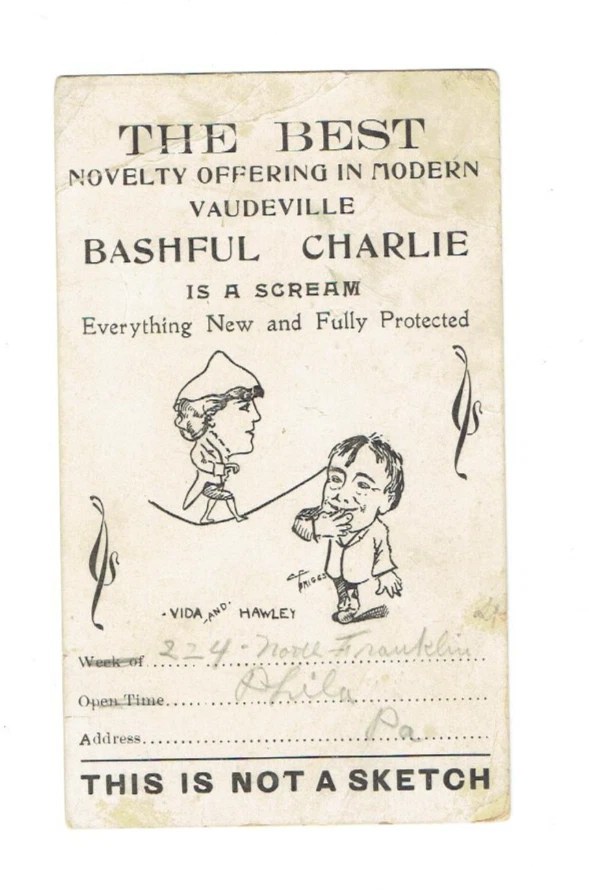 THE BEST
NOVELTY OFFERING IN MODERN
VAUDEVILLE
BASHFUL CHARLIE
IS A SCREAM
Everything New and Fully Protected
BRIGGS
· VIDA AND HAWLEY
Week of 224 Franklin
Open Time Phila
Address Pa
THIS IS NOT A SKETCH